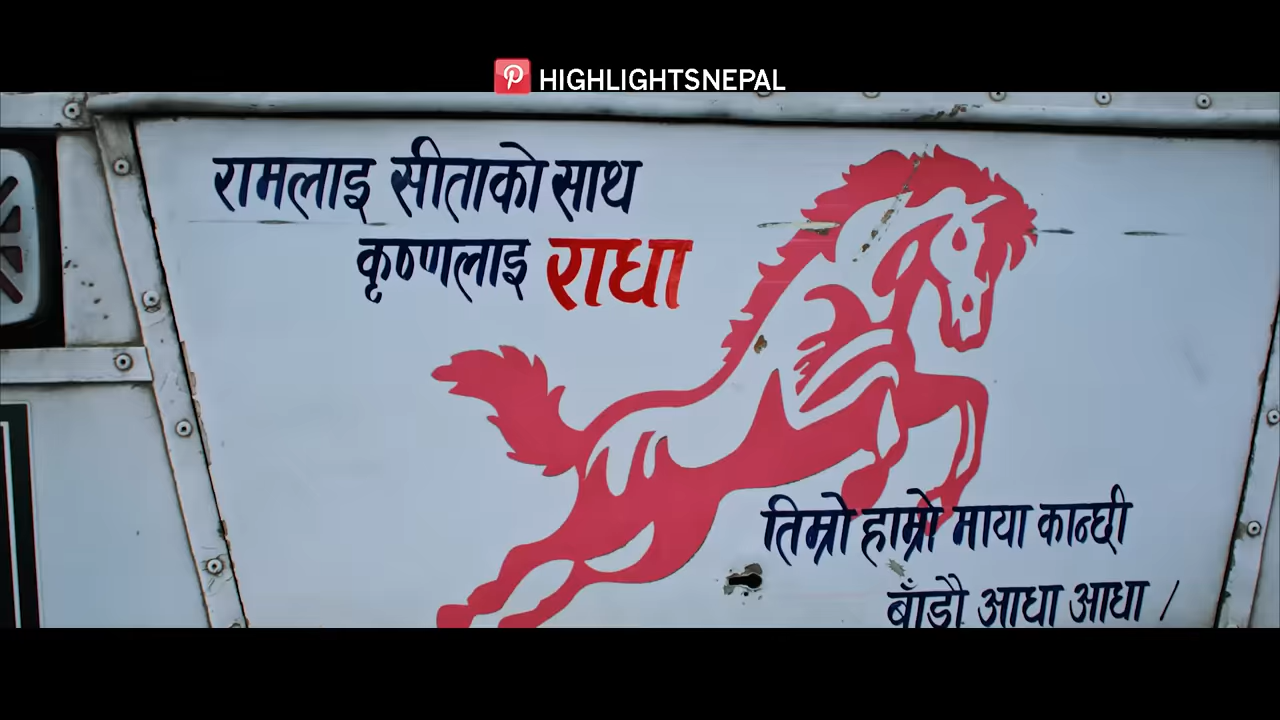 HIGHLIGHTSNEPAL
रामलाइ सीताको साथ
कृष्णलाइ राधा
तिम्रो हाम्रो माया कान्छी
बाँडौ आधा आधा /